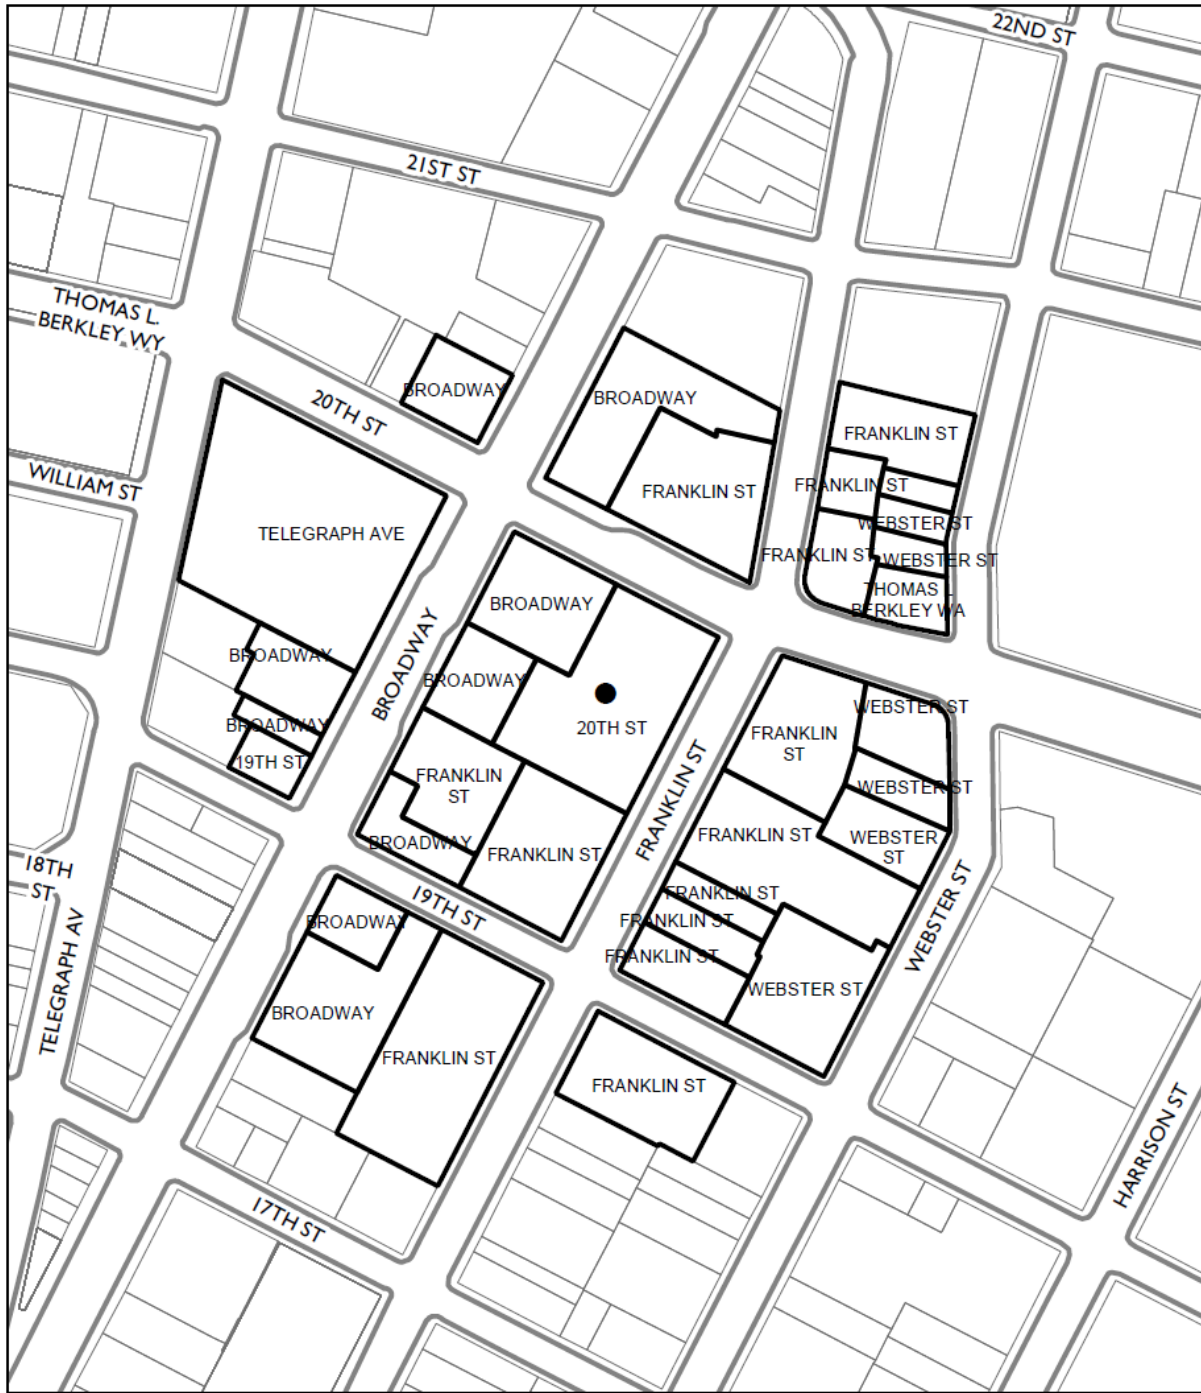 22ND ST
21ST ST
THOMAS L.
BERKLEY WY
20TH ST
BROADWAY
BROADWAY
FRANKLIN ST
WILLIAM ST
FRANKLIN ST
FRANKLIN ST
WEBSTER ST
TELEGRAPH AVE
FRANKLIN ST
WEBSTER ST
THOMAS L
BERKLEY WA
BROADWAY
BROADWAY
BROADWAY
BROADWAY
20TH ST
BROADWAY
19TH ST
FRANKLIN
ST
BROADWAY
FRANKLIN ST
FRANKLIN ST
FRANKLIN
ST
WEBSTER ST
WEBSTER ST
WEBSTER
ST
FRANKLIN ST
FRANKLIN ST
FRANKLIN ST
FRANKLIN ST
WEBSTER ST
WEBSTER ST
18TH
ST
TELEGRAPH AV
19TH ST
BROADWAY
BROADWAY
FRANKLIN ST
FRANKLIN ST
HARRISON ST
17TH ST